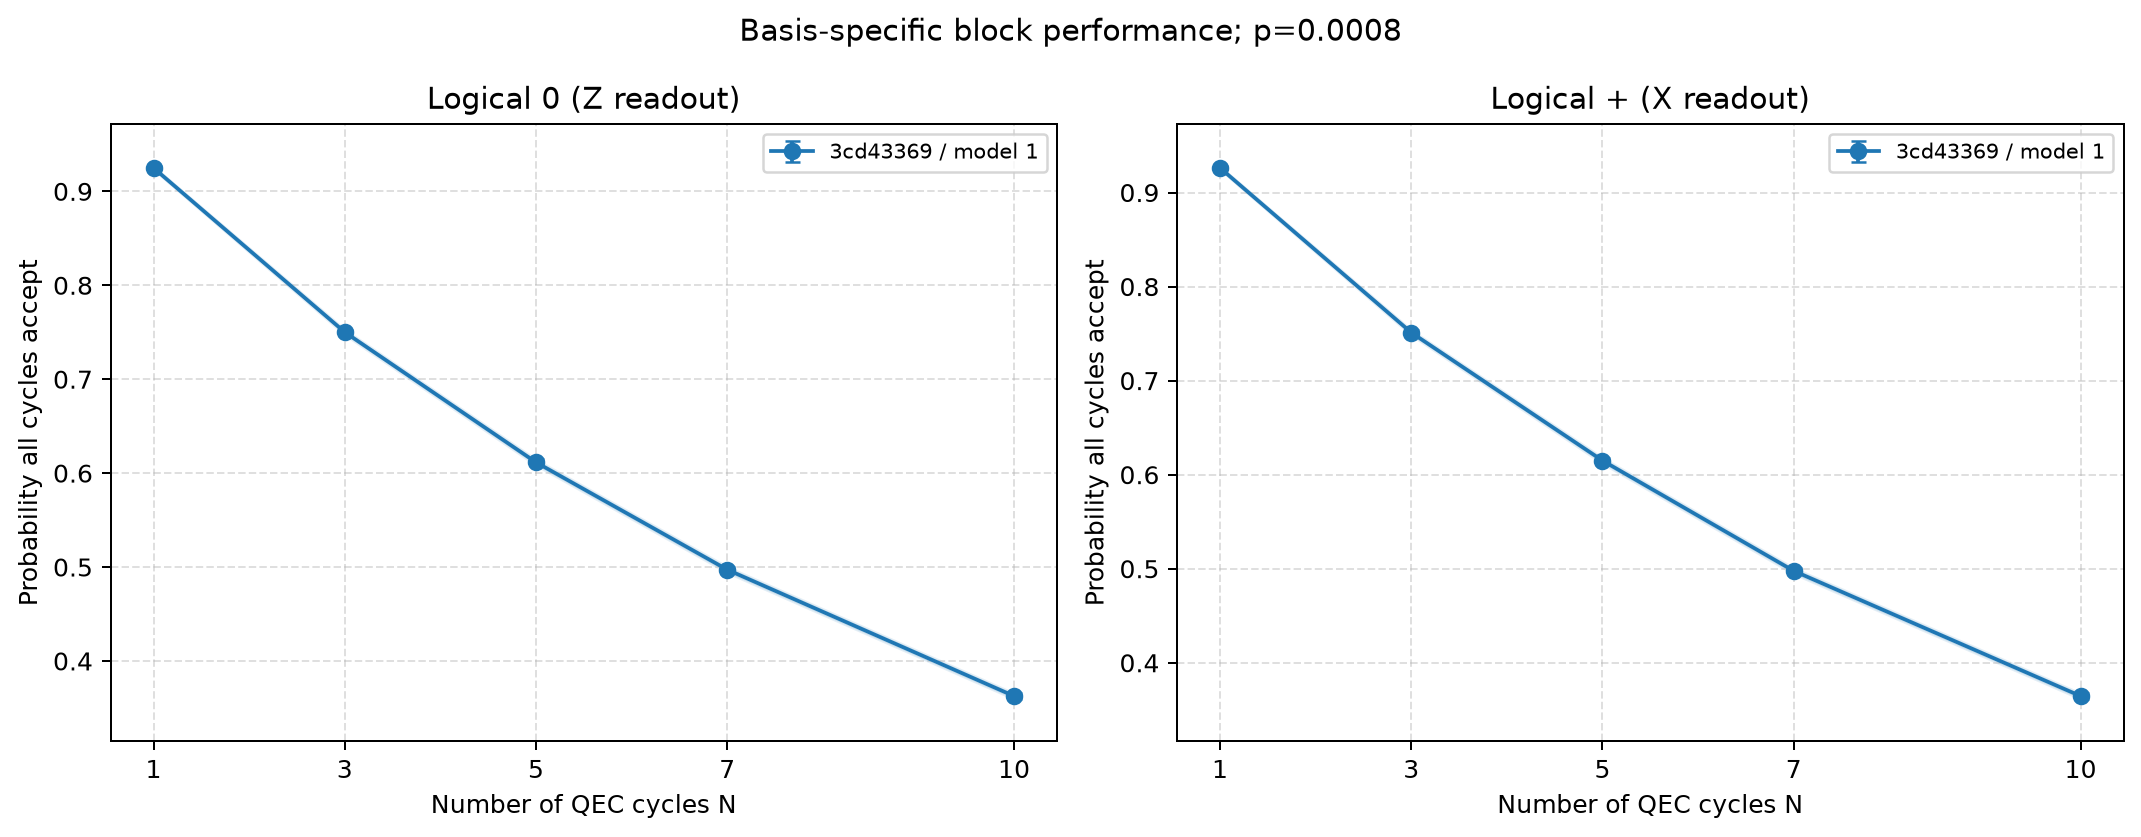 Basis-specific block performance; p=0.0008
Logical 0 (Z readout)
3cd43369 / model 1
Probability all cycles accept
0.9
0.8
0.7
0.6
0.5
0.4
1
3
5
7
10
Number of QEC cycles N
Logical + (X readout)
3cd43369 / model 1
Probability all cycles accept
0.9
0.8
0.7
0.6
0.5
0.4
1
3
5
7
10
Number of QEC cycles N